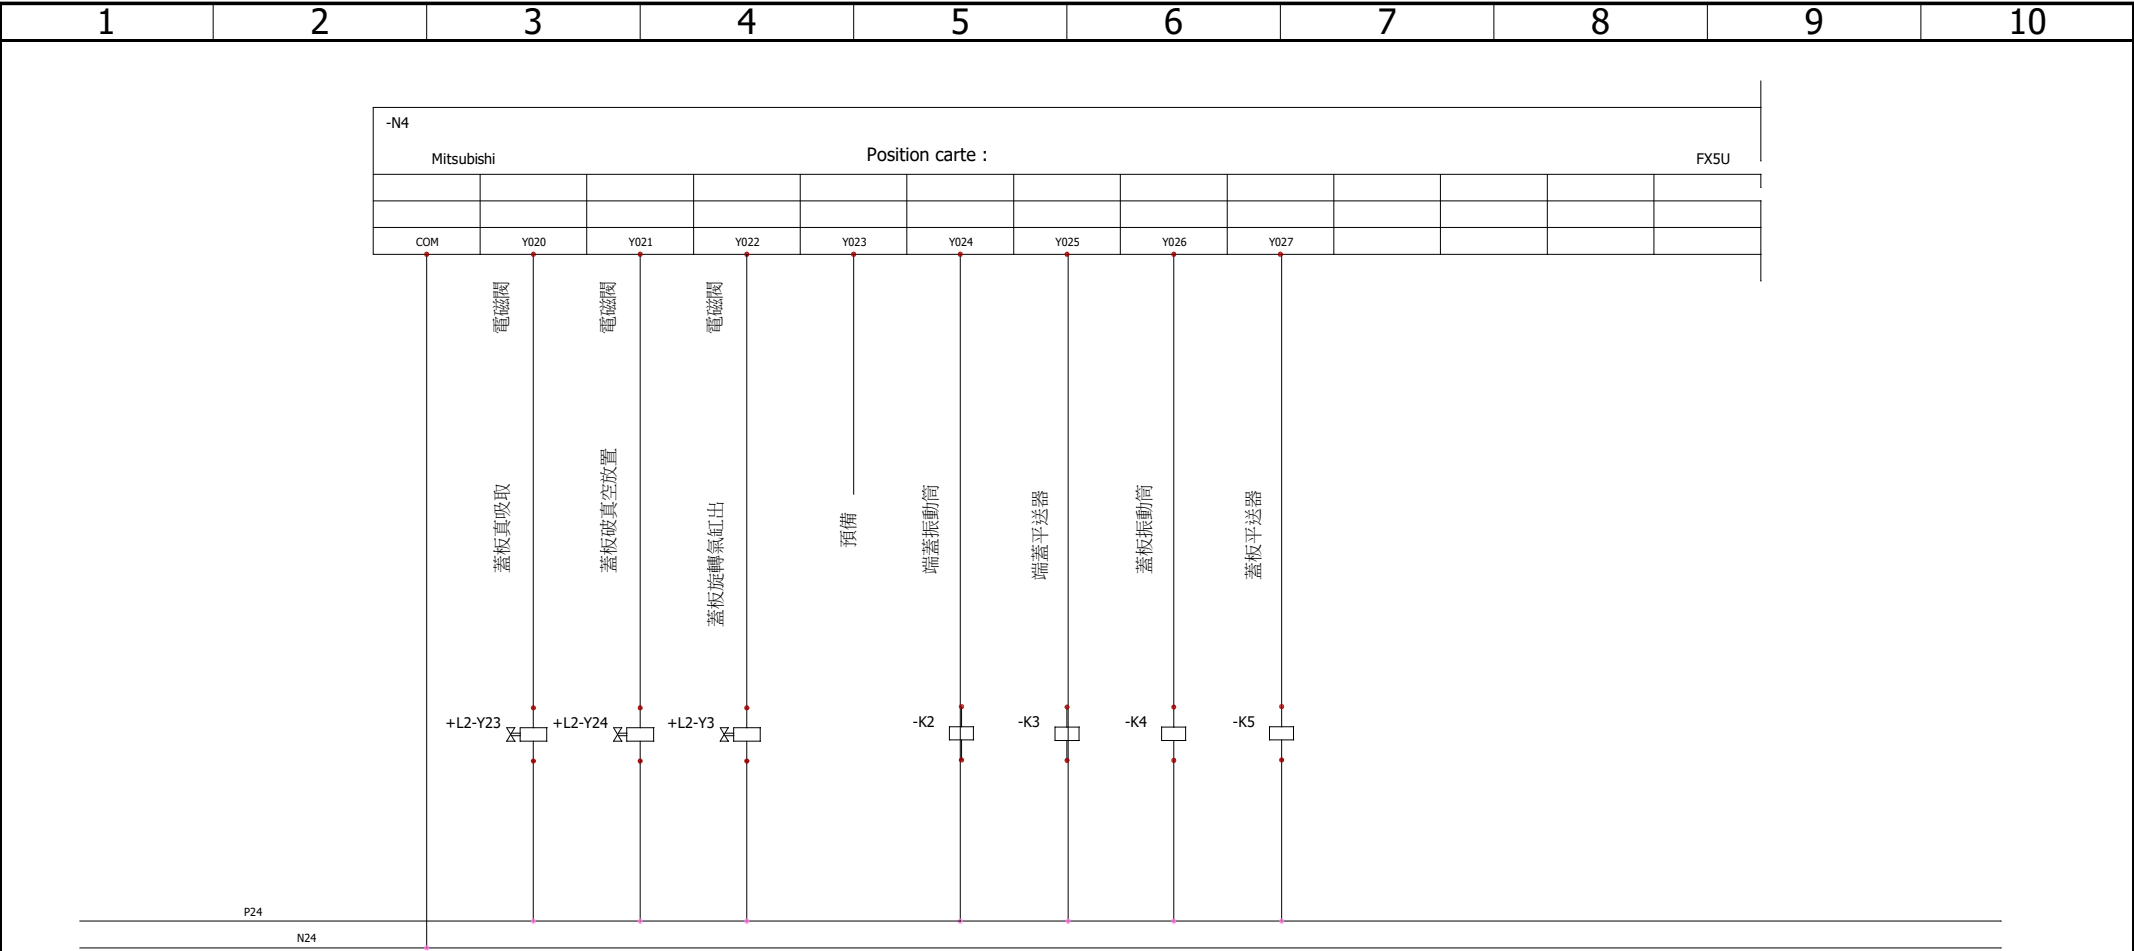 1 2 3 4 5 6 7 8 9 10
-N4
Mitsubishi Position carte : FX5U
COM Y020 Y021 Y022 Y023 Y024 Y025 Y026 Y027
電磁閥 電磁閥 電磁閥
蓋板真吸取
蓋板破真空放置
蓋板旋轉氣缸出
預備
端蓋振動筒
端蓋平送器
蓋板振動筒
蓋板平送器
+L2-Y23 +L2-Y24 +L2-Y3 -K2 -K3 -K4 -K5
P24
N24